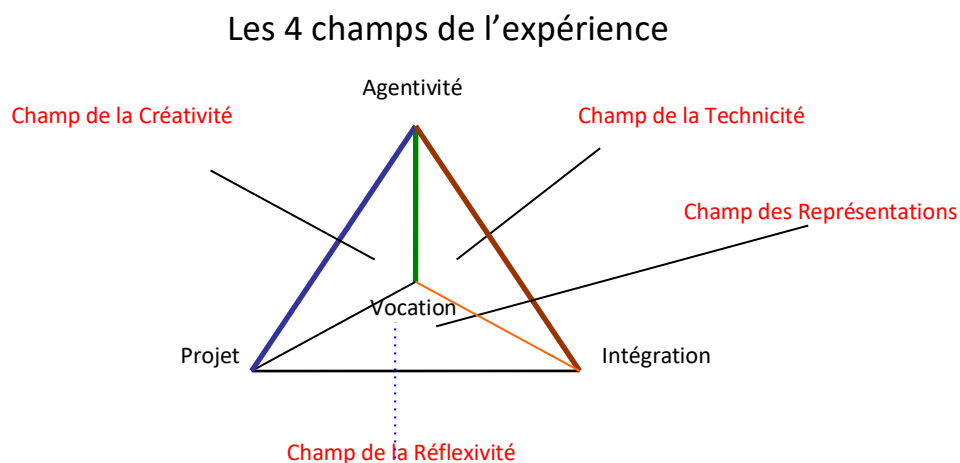 Les 4 champs de l’expérience
Agentivité
Champ de la Créativité
Champ de la Technicité
Champ des Représentations
Vocation
Projet
Intégration
Champ de la Réflexivité